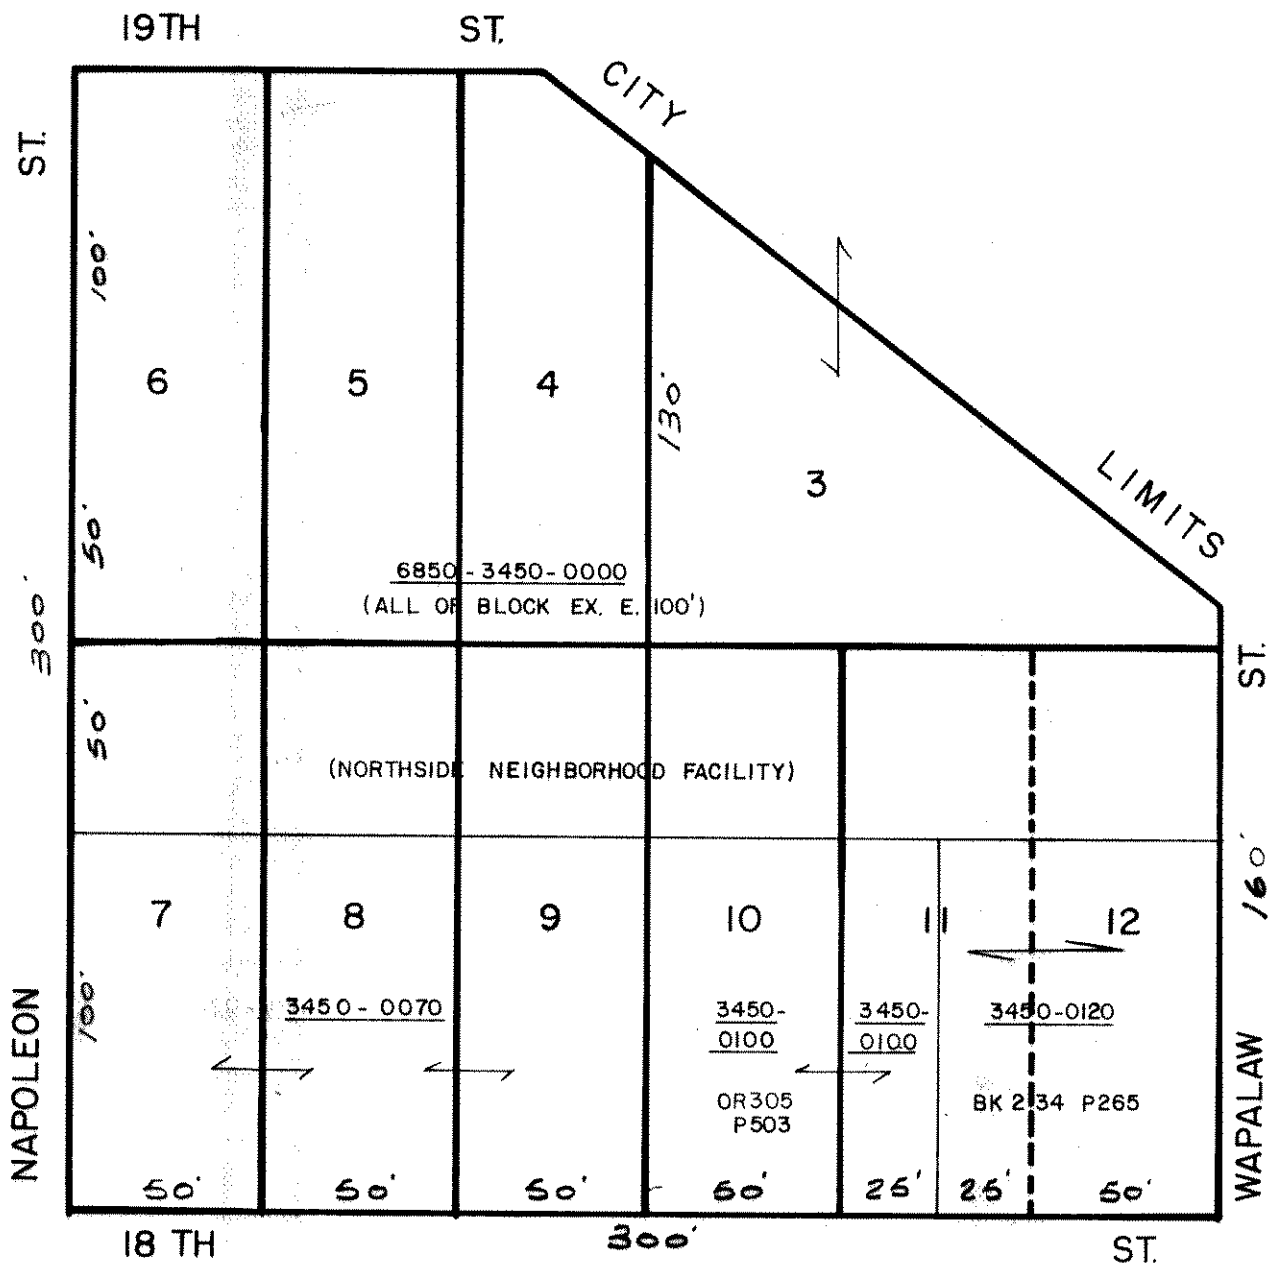 19TH ST.
CITY
LIMITS
ST.
100'
6
5
4
130'
3
50'
6850-3450-0000
(ALL OF BLOCK EX. E. 100')
300'
ST.
50'
(NORTHSIDE NEIGHBORHOOD FACILITY)
160'
7
8
9
10
11
12
NAPOLEON
100'
3450-0070
3450-
0100
3450-
0100
3450-0120
OR305
P503
BK 234 P265
WAPALAW
50'
50'
50'
50'
25'
25'
50'
18 TH
300'
ST.